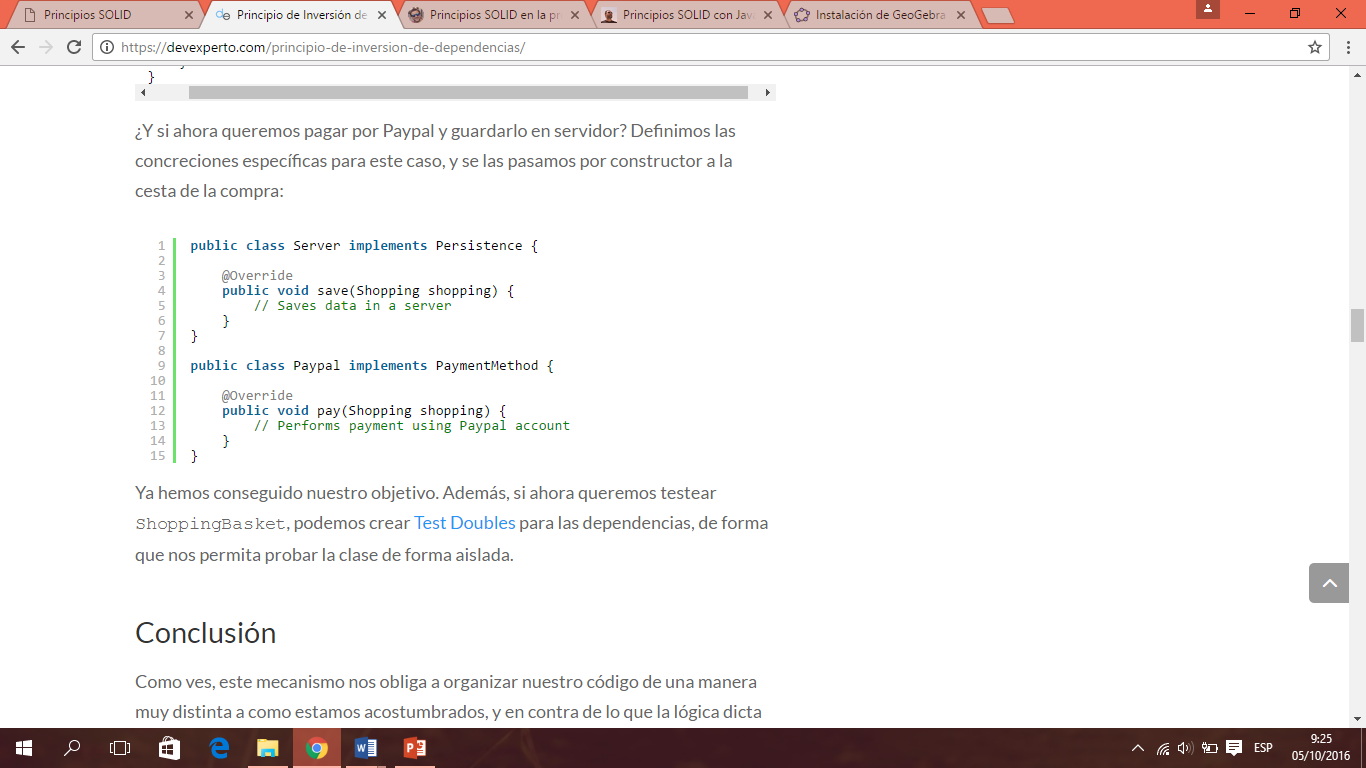 Principios SOLID
Principio de Inversión de
Principios SOLID en la pr
Principios SOLID con Jav
Instalación de GeoGebra
https://devexperto.com/principio-de-inversion-de-dependencias/
}
¿Y si ahora queremos pagar por Paypal y guardarlo en servidor? Definimos las
concreciones específicas para este caso, y se las pasamos por constructor a la
cesta de la compra:
1 public class Server implements Persistence {
2
3 @Override
4 public void save(Shopping shopping) {
5 // Saves data in a server
6 }
7 }
8
9 public class Paypal implements PaymentMethod {
10
11 @Override
12 public void pay(Shopping shopping) {
13 // Performs payment using Paypal account
14 }
15 }
Ya hemos conseguido nuestro objetivo. Además, si ahora queremos testear
ShoppingBasket, podemos crear Test Doubles para las dependencias, de forma
que nos permita probar la clase de forma aislada.
Conclusión
Como ves, este mecanismo nos obliga a organizar nuestro código de una manera
muy distinta a como estamos acostumbrados, y en contra de lo que la lógica dicta
ESP
9:25
05/10/2016